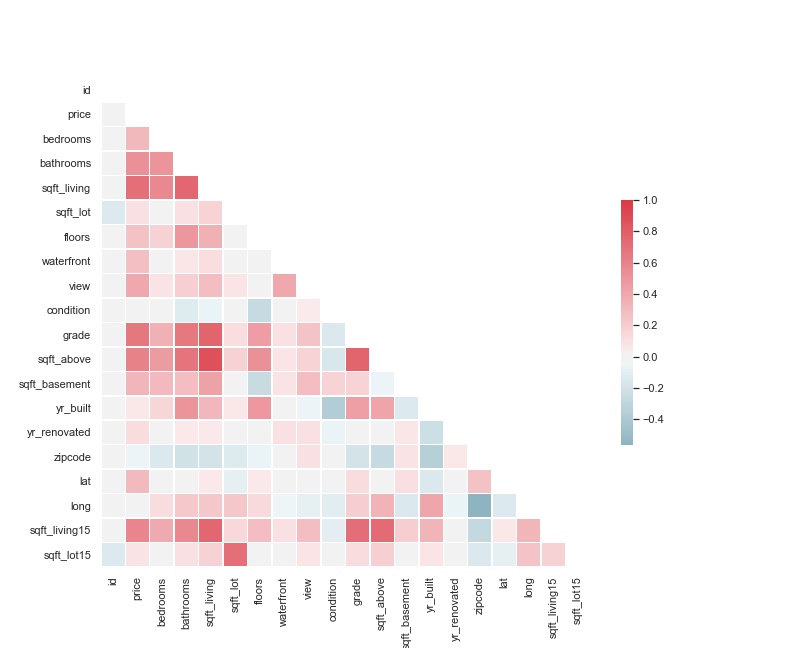 id
price
bedrooms
bathrooms
sqft_living
sqft_lot
floors
waterfront
view
condition
grade
sqft_above
sqft_basement
yr_built
yr_renovated
zipcode
lat
long
sqft_living15
sqft_lot15
id
price
bedrooms
bathrooms
sqft_living
sqft_lot
floors
waterfront
view
condition
grade
sqft_above
sqft_basement
yr_built
yr_renovated
zipcode
lat
long
sqft_living15
sqft_lot15
1.0
0.8
0.6
0.4
0.2
0.0
−0.2
−0.4